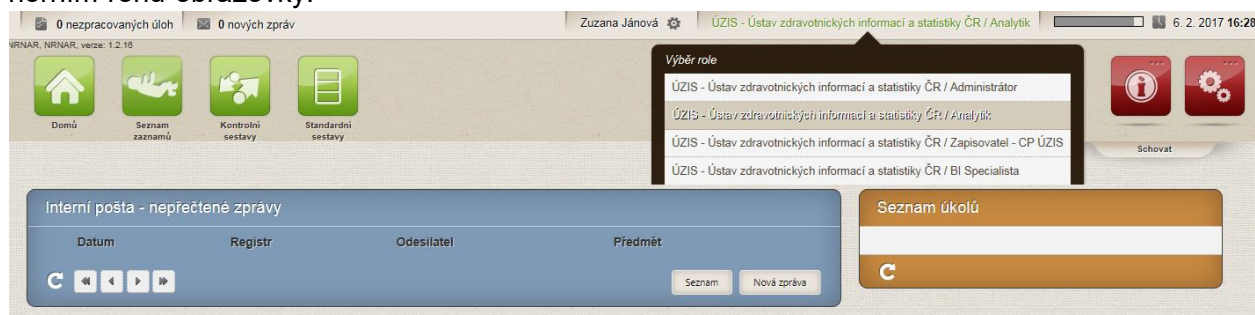 0 nezpracovaných úloh 0 nových zpráv Zuzana Jánová ÚZIS - Ústav zdravotnických informací a statistiky ČR / Analytik 6. 2. 2017 16:28
NRNAR, verze: 1.2.16
Výběr role
ÚZIS - Ústav zdravotnických informací a statistiky ČR / Administrátor
ÚZIS - Ústav zdravotnických informací a statistiky ČR / Analytik
ÚZIS - Ústav zdravotnických informací a statistiky ČR / Zapisovatel - CP ÚZIS
ÚZIS - Ústav zdravotnických informací a statistiky ČR / BI Specialista
Domů Seznam zaznamů Kontrolní sestavy Standardní sestavy
Schovat
Interní pošta - nepřečtené zprávy
Datum Registr Odesilatel Předmět
Seznam Nová zpráva
Seznam úkolů